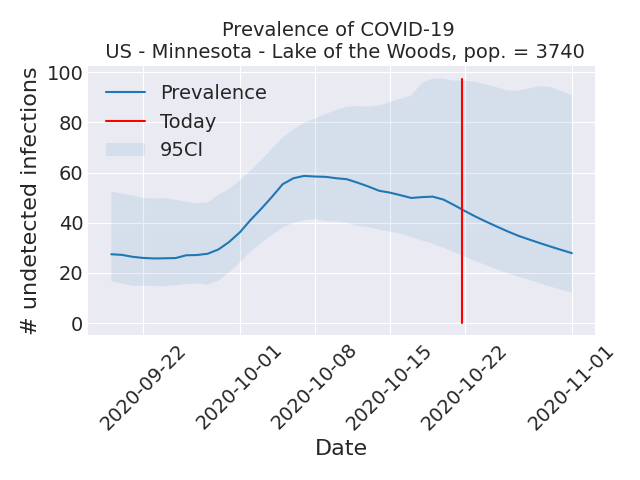 Prevalence of COVID-19
US - Minnesota - Lake of the Woods, pop. = 3740
# undetected infections
100
80
60
40
20
0
Prevalence
Today
95CI
2020-09-22
2020-10-01
2020-10-08
2020-10-15
2020-10-22
2020-11-01
Date